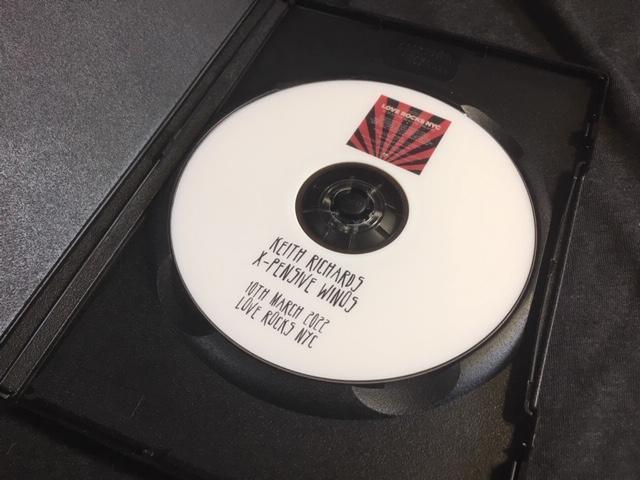 LOVE ROCKS NYC
KEITH RICHARDS
X-PENSIVE WINOS
10TH MARCH 2022
LOVE ROCKS NYC